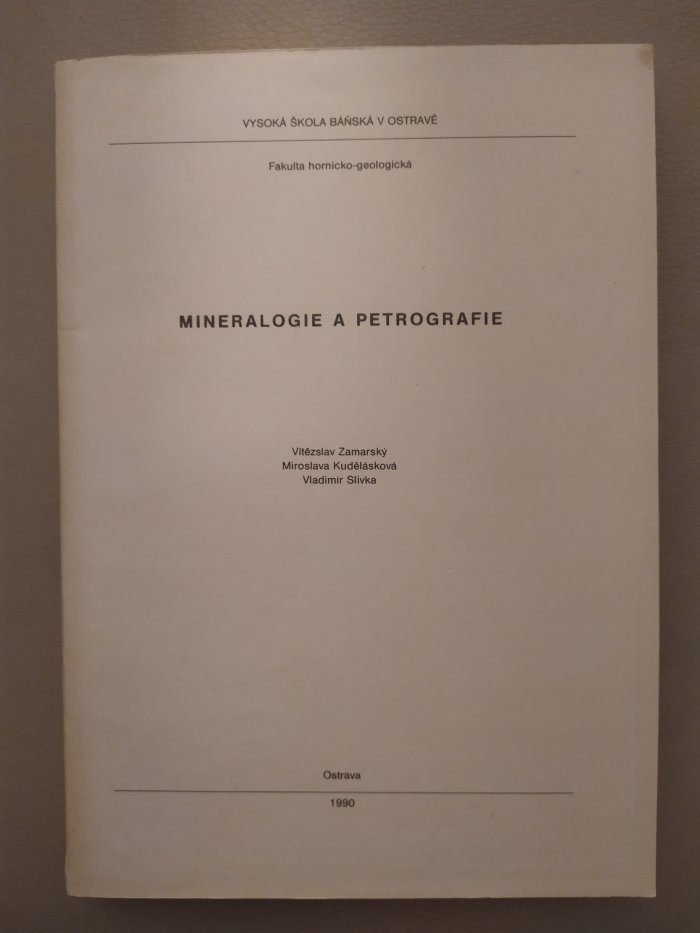 VYSOKÁ ŠKOLA BÁŇSKÁ V OSTRAVĚ
Fakulta hornicko-geologická
MINERALOGIE A PETROGRAFIE
Vítězslav Zamarský
Miroslava Kudělásková
Vladimír Slivka
Ostrava
1990